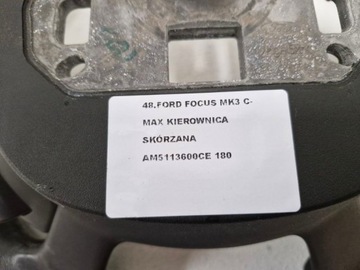 48.FORD FOCUS MK3 C-
MAX KIEROWNICA
SKÓRZANA
AM5113600CE 180